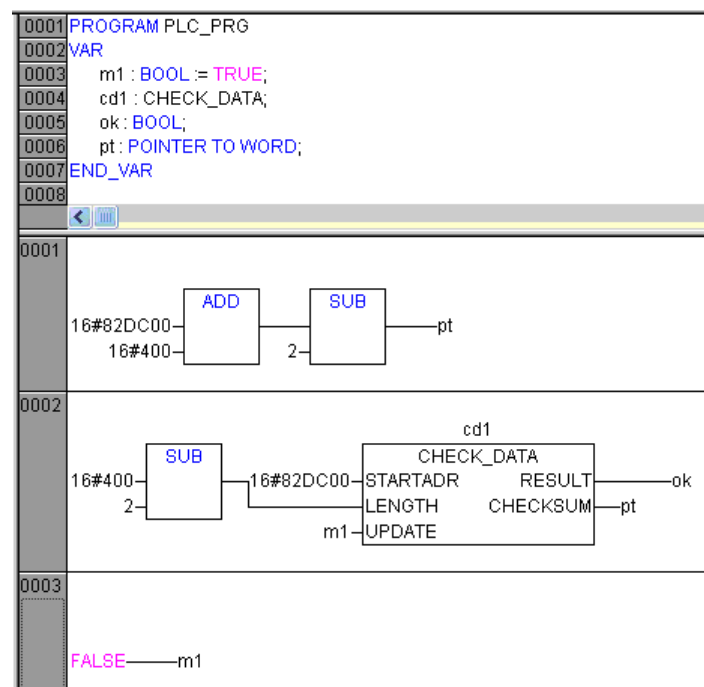 0001 PROGRAM PLC_PRG
0002 VAR
0003 m1 : BOOL := TRUE;
0004 cd1 : CHECK_DATA;
0005 ok : BOOL;
0006 pt : POINTER TO WORD;
0007 END_VAR
0008
0001
ADD SUB
16#82DC00 pt
16#400 2
0002
cd1
SUB CHECK_DATA
16#400 16#82DC00 STARTADR RESULT ok
2 LENGTH CHECKSUM pt
m1 UPDATE
0003
FALSE m1